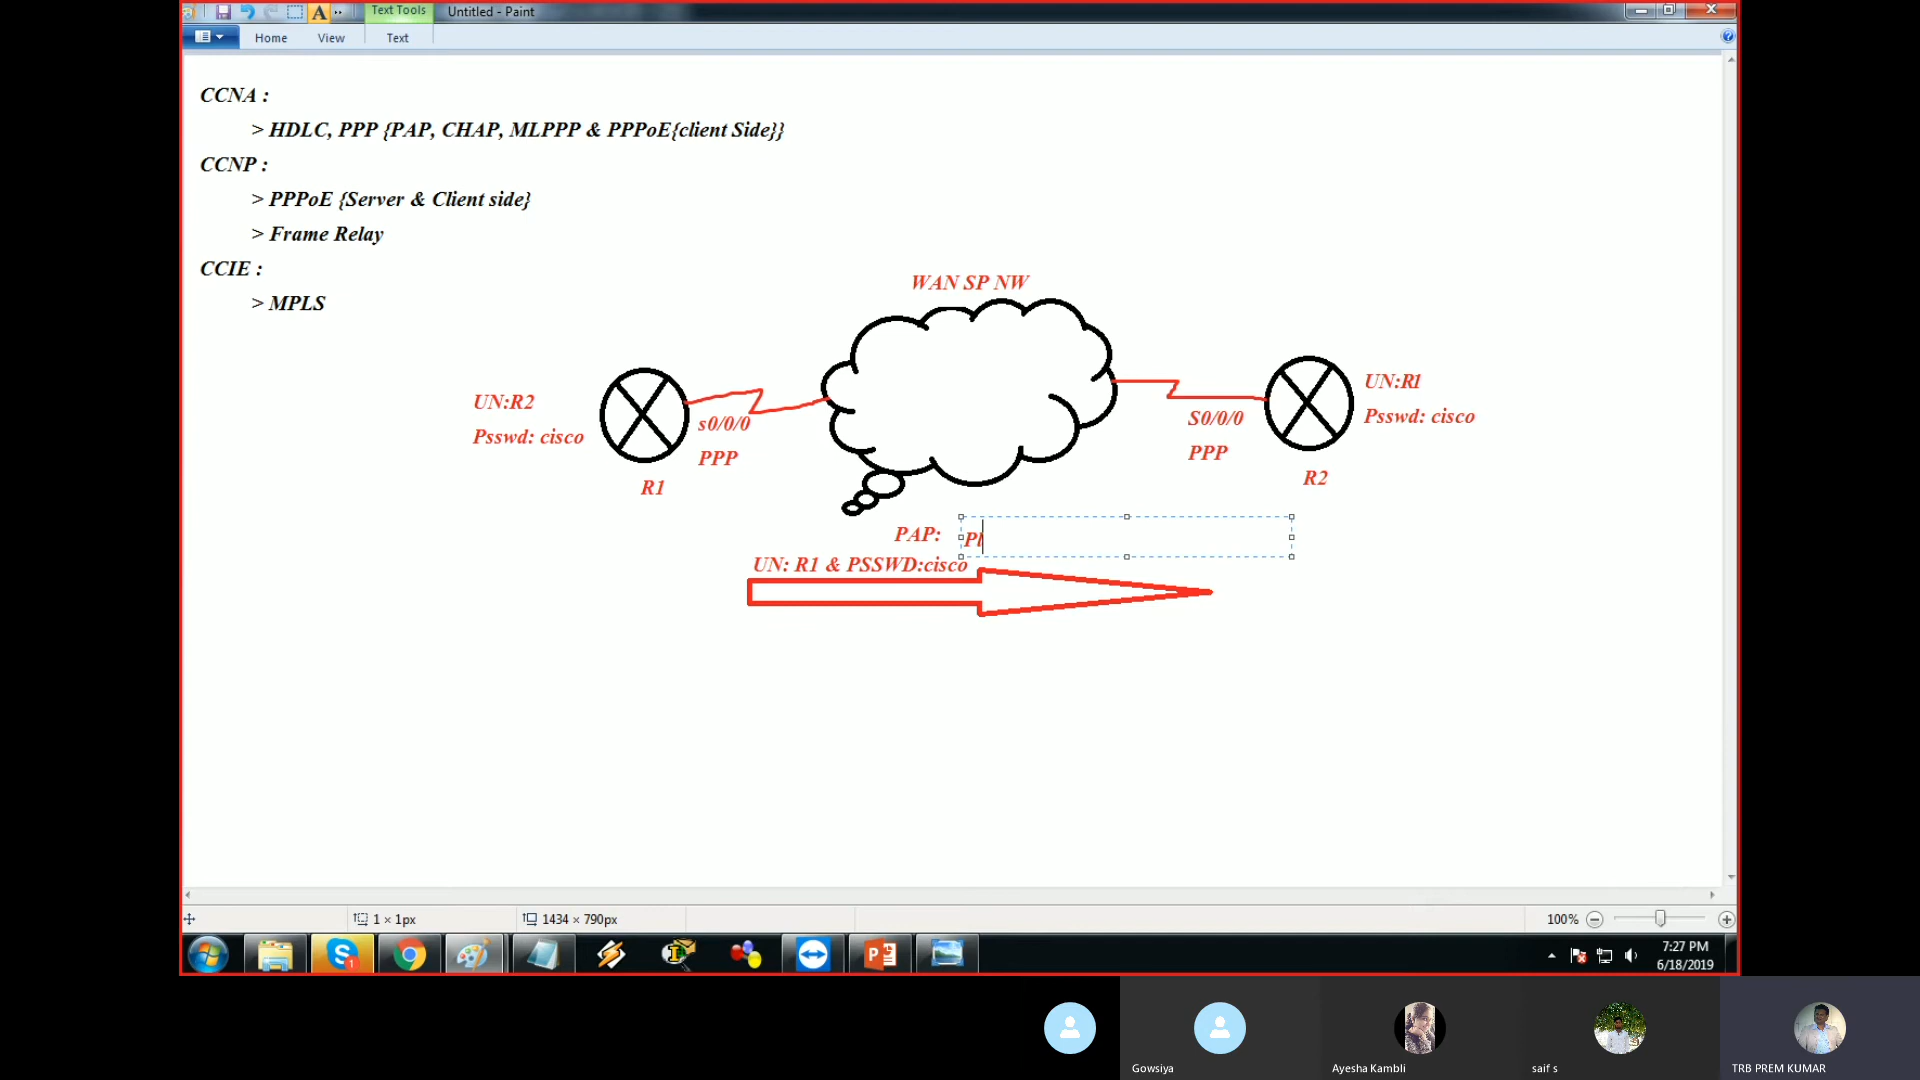 Text Tools
Untitled - Paint
Home
View
Text
CCNA :
> HDLC, PPP {PAP, CHAP, MLPPP & PPPoE{client Side}}
CCNP :
> PPPoE {Server & Client side}
> Frame Relay
CCIE :
> MPLS
WAN SP NW
UN:R2
Psswd: cisco
s0/0/0
PPP
R1
S0/0/0
PPP
UN:R1
Psswd: cisco
R2
PAP: Pl
UN: R1 & PSSWD:cisco
1 × 1px
1434 × 790px
100%
7:27 PM
6/18/2019
Gowsiya
Ayesha Kambli
saif s
TRB PREM KUMAR